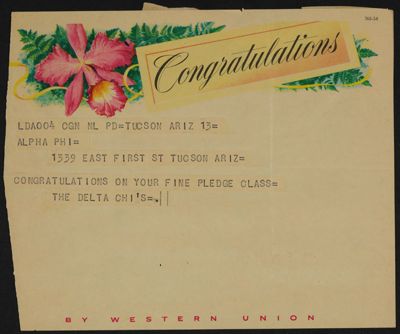 Congratulations
LDA004 CGN NL PD=TUCSON ARIZ 13=
ALPHA PHI=
1339 EAST FIRST ST TUCSON ARIZ=
CONGRATULATIONS ON YOUR FINE PLEDGE CLASS=
THE DELTA CHI'S=
BY WESTERN UNION